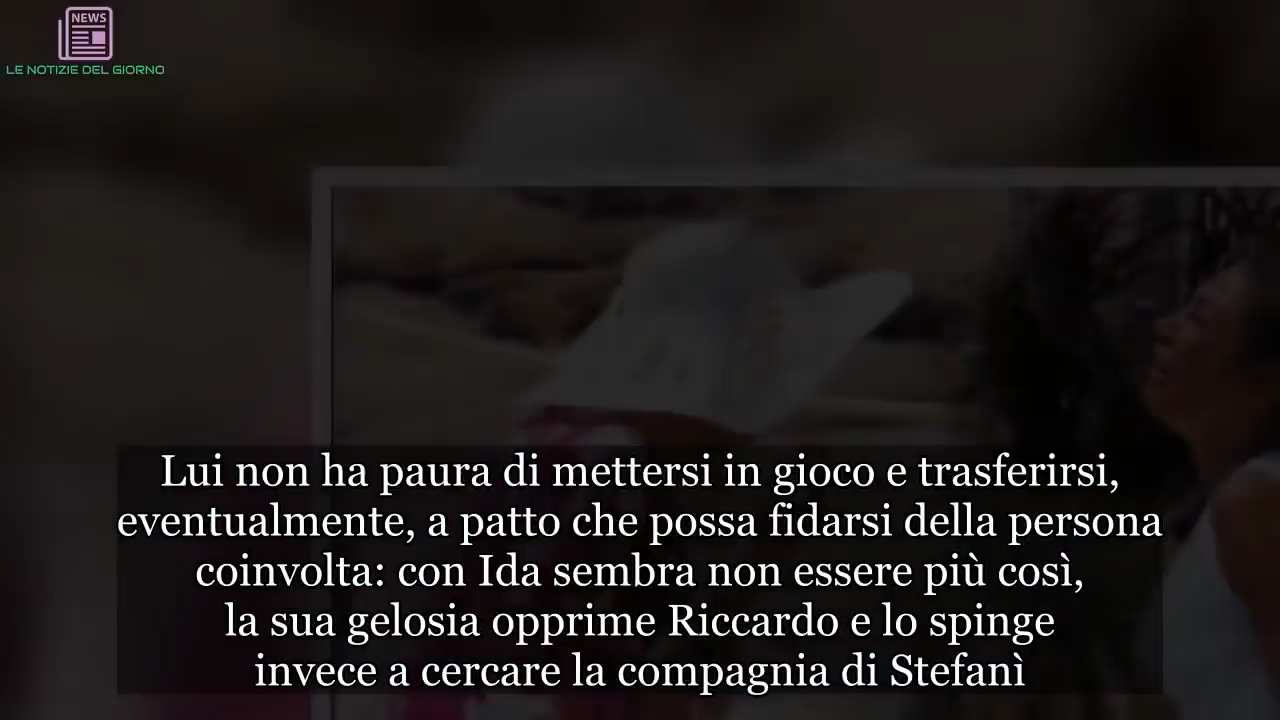 NEWS
LE NOTIZIE DEL GIORNO
Lui non ha paura di mettersi in gioco e trasferirsi,
eventualmente, a patto che possa fidarsi della persona
coinvolta: con Ida sembra non essere più così,
la sua gelosia opprime Riccardo e lo spinge
invece a cercare la compagnia di Stefanì